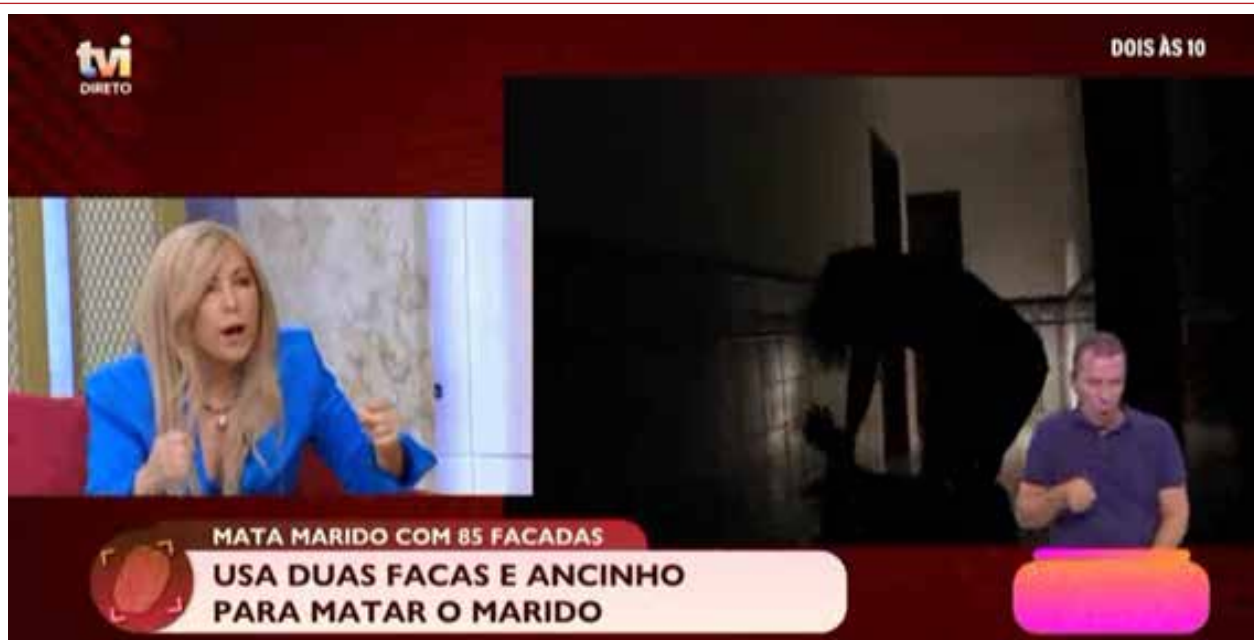 tvi
DIRETO
DOIS ÀS 10
MATA MARIDO COM 85 FACADAS
USA DUAS FACAS E ANCINHO
PARA MATAR O MARIDO